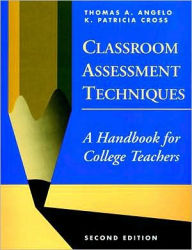 THOMAS A. ANGELO
K. PATRICIA CROSS
CLASSROOM
ASSESSMENT
TECHNIQUES
A Handbook for
College Teachers
SECOND EDITION